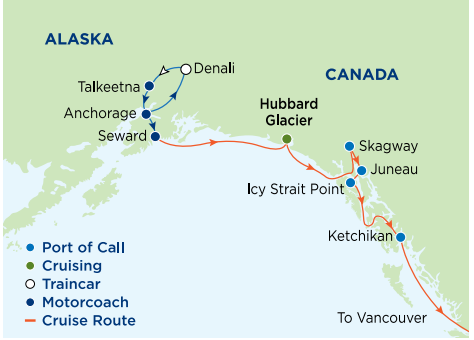 ALASKA
Denali
Talkeetna
CANADA
Anchorage
Hubbard
Glacier
Seward
Skagway
Juneau
Icy Strait Point
Ketchikan
Port of Call
Cruising
Traincar
Motorcoach
Cruise Route
To Vancouver